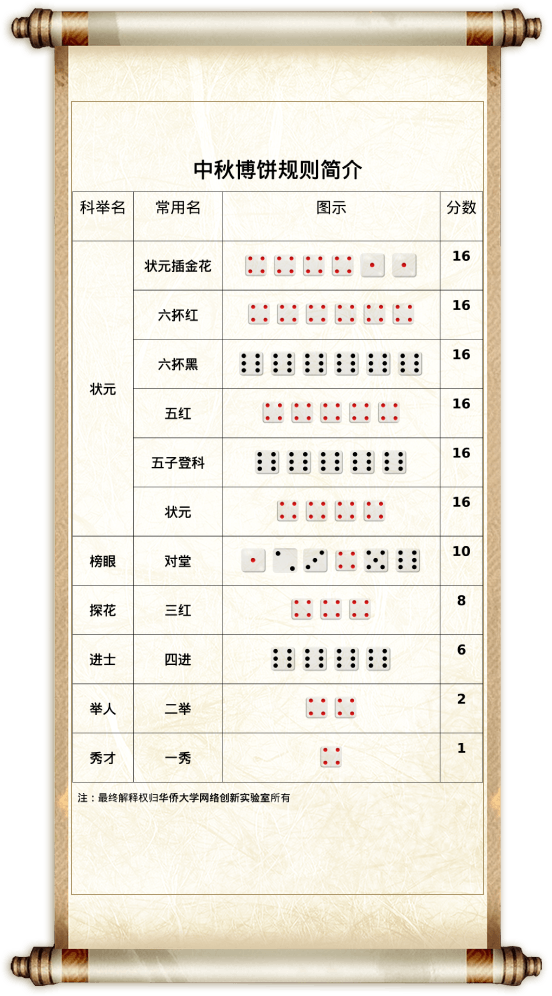 中秋博饼规则简介
科举名 常用名 图示 分数
状元 状元插金花 16
六抔红 16
六抔黑 16
五红 16
五子登科 16
状元 16
榜眼 对堂 10
探花 三红 8
进士 四进 6
举人 二举 2
秀才 一秀 1
注：最终解释权归华侨大学网络创新实验室所有